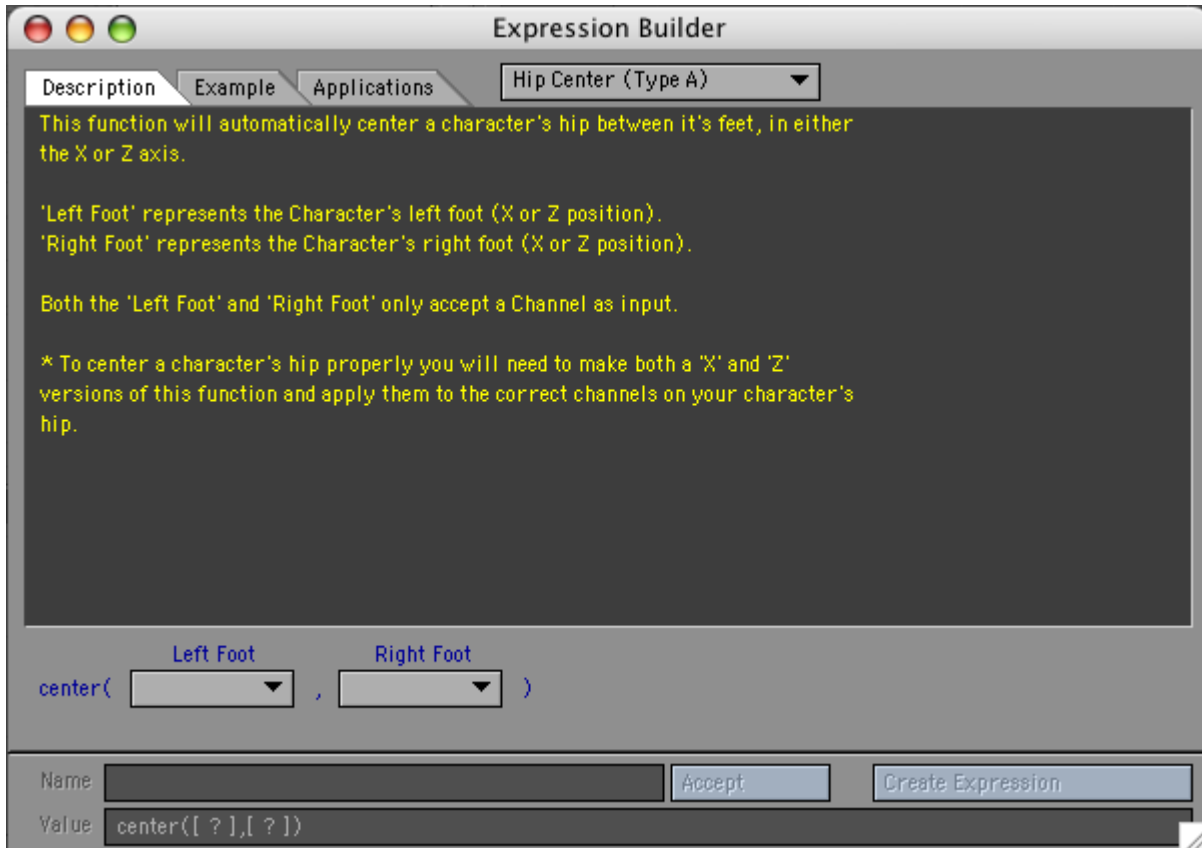 Expression Builder
Description Example Applications Hip Center (Type A)
This function will automatically center a character's hip between it's feet, in either
the X or Z axis.
'Left Foot' represents the Character's left foot (X or Z position).
'Right Foot' represents the Character's right foot (X or Z position).
Both the 'Left Foot' and 'Right Foot' only accept a Channel as input.
* To center a character's hip properly you will need to make both a 'X' and 'Z'
versions of this function and apply them to the correct channels on your character's
hip.
Left Foot Right Foot
center( , )
Name Accept Create Expression
Value center([ ? ],[ ? ])